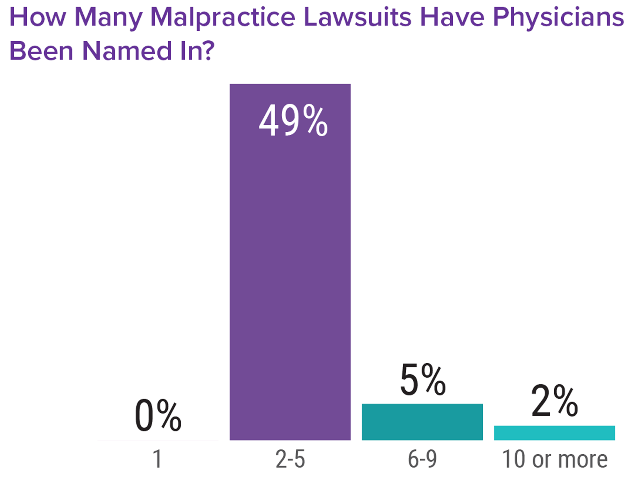 How Many Malpractice Lawsuits Have Physicians
Been Named In?
49%
5%
2%
0%
1
2-5
6-9
10 or more